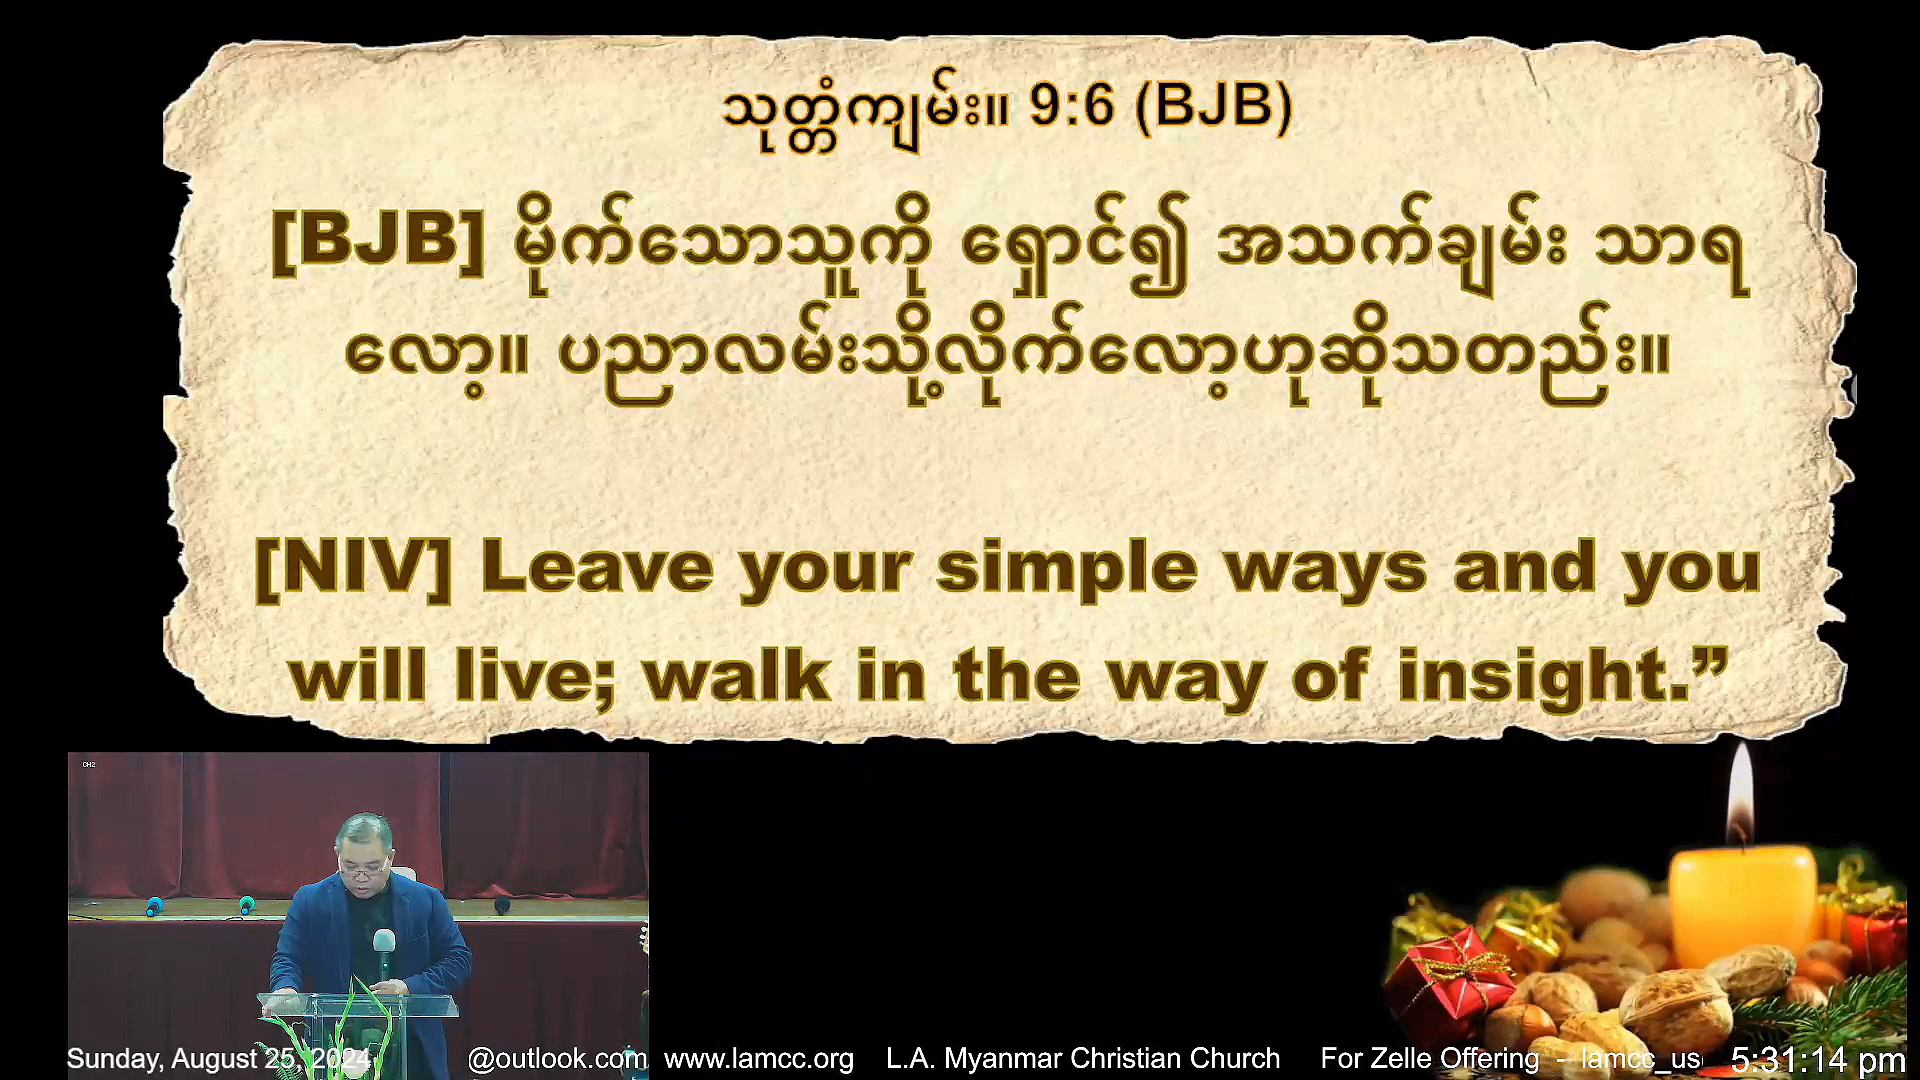 သုတ္တံကျမ်း။ 9:6 (BJB)
[BJB] မိုက်သောသူကို ရှောင်၍ အသက်ချမ်း သာရ
လော့။ ပညာလမ်းသို့လိုက်လော့ဟုဆိုသတည်း။
[NIV] Leave your simple ways and you
will live; walk in the way of insight.”
CH2
Sunday, August 25, 2024 @outlook.com www.lamcc.org L.A. Myanmar Christian Church For Zelle Offering - lamcc_us 5:31:14 pm